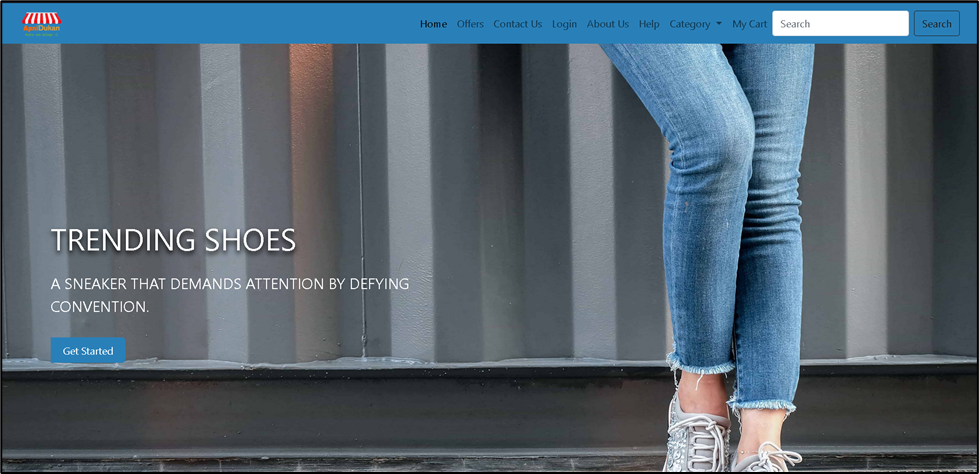 ApniDukan
Home Offers Contact Us Login About Us Help Category My Cart Search Search
TRENDING SHOES
A SNEAKER THAT DEMANDS ATTENTION BY DEFYING
CONVENTION.
Get Started